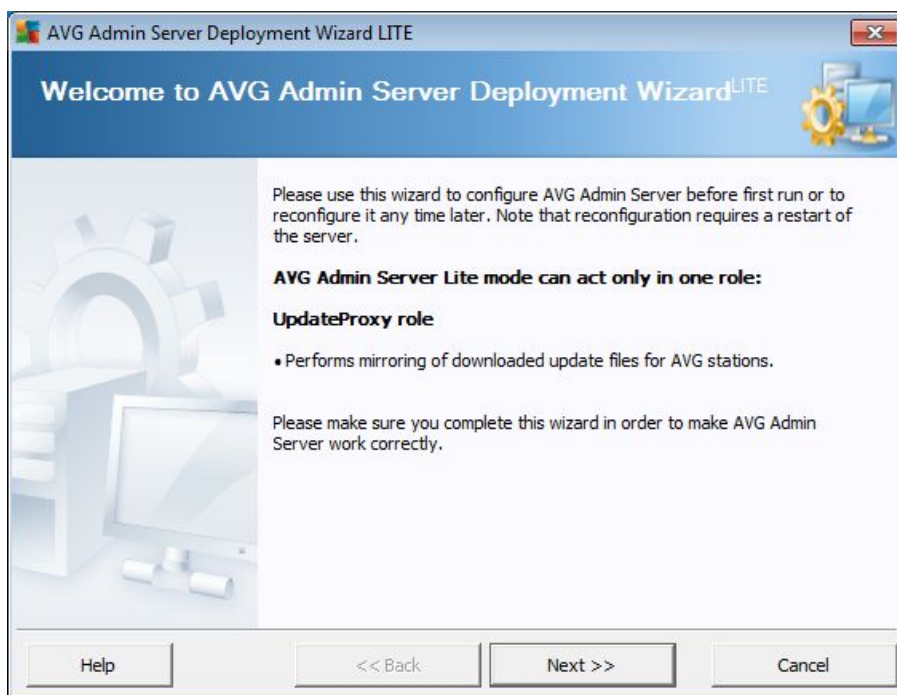 AVG Admin Server Deployment Wizard LITE
Welcome to AVG Admin Server Deployment Wizard LITE
Please use this wizard to configure AVG Admin Server before first run or to
reconfigure it any time later. Note that reconfiguration requires a restart of
the server.
AVG Admin Server Lite mode can act only in one role:
UpdateProxy role
• Performs mirroring of downloaded update files for AVG stations.
Please make sure you complete this wizard in order to make AVG Admin
Server work correctly.
Help
<< Back
Next >>
Cancel